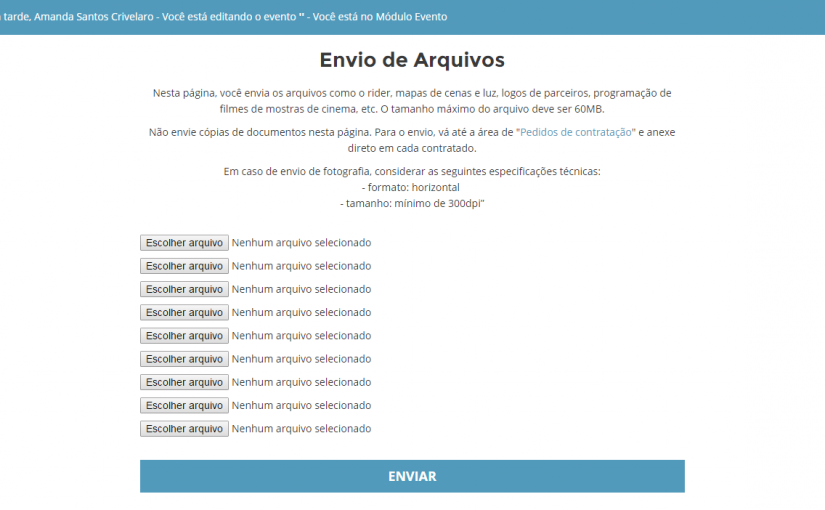 tarde, Amanda Santos Crivelaro - Você está editando o evento '' - Você está no Módulo Evento
Envio de Arquivos
Nesta página, você envia os arquivos como o rider, mapas de cenas e luz, logos de parceiros, programação de
filmes de mostras de cinema, etc. O tamanho máximo do arquivo deve ser 60MB.
Não envie cópias de documentos nesta página. Para o envio, vá até a área de "Pedidos de contratação" e anexe
direto em cada contratado.
Em caso de envio de fotografia, considerar as seguintes especificações técnicas:
- formato: horizontal
- tamanho: mínimo de 300dpi"
Escolher arquivo Nenhum arquivo selecionado
Escolher arquivo Nenhum arquivo selecionado
Escolher arquivo Nenhum arquivo selecionado
Escolher arquivo Nenhum arquivo selecionado
Escolher arquivo Nenhum arquivo selecionado
Escolher arquivo Nenhum arquivo selecionado
Escolher arquivo Nenhum arquivo selecionado
Escolher arquivo Nenhum arquivo selecionado
Escolher arquivo Nenhum arquivo selecionado
ENVIAR